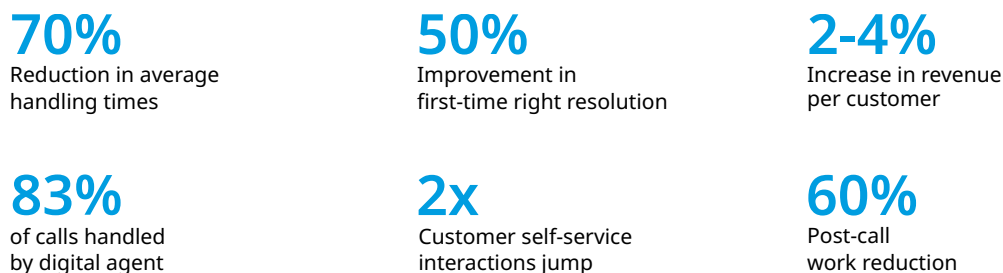 70%
Reduction in average
handling times
50%
Improvement in
first-time right resolution
2-4%
Increase in revenue
per customer
83%
of calls handled
by digital agent
2x
Customer self-service
interactions jump
60%
Post-call
work reduction